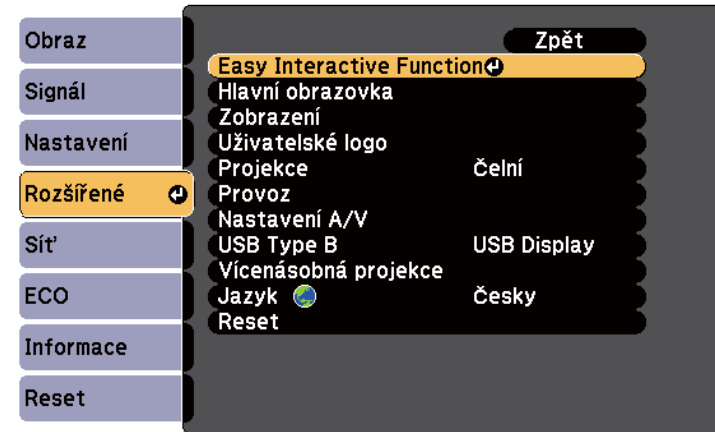 Obraz
Signál
Nastavení
Rozšířené
Síť
ECO
Informace
Reset
Zpět
Easy Interactive Function
Hlavní obrazovka
Zobrazení
Uživatelské logo
Projekce Čelní
Provoz
Nastavení A/V
USB Type B USB Display
Vícenásobná projekce
Jazyk Česky
Reset